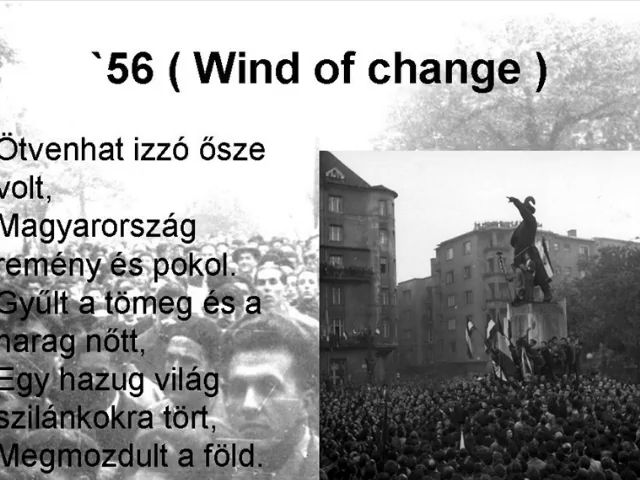 `56 ( Wind of change )
Ötvenhat izzó ősze
volt,
Magyarország
remény és pokol.
Gyűlt a tömeg és a
harag nőtt,
Egy hazug világ
szilánkokra tört,
Megmozdult a föld.